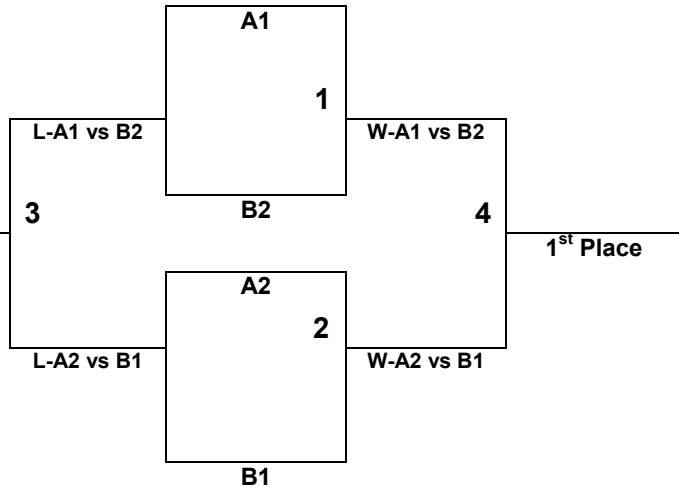 A1
1
L-A1 vs B2
W-A1 vs B2
B2
3
4
1st Place
A2
2
L-A2 vs B1
W-A2 vs B1
B1